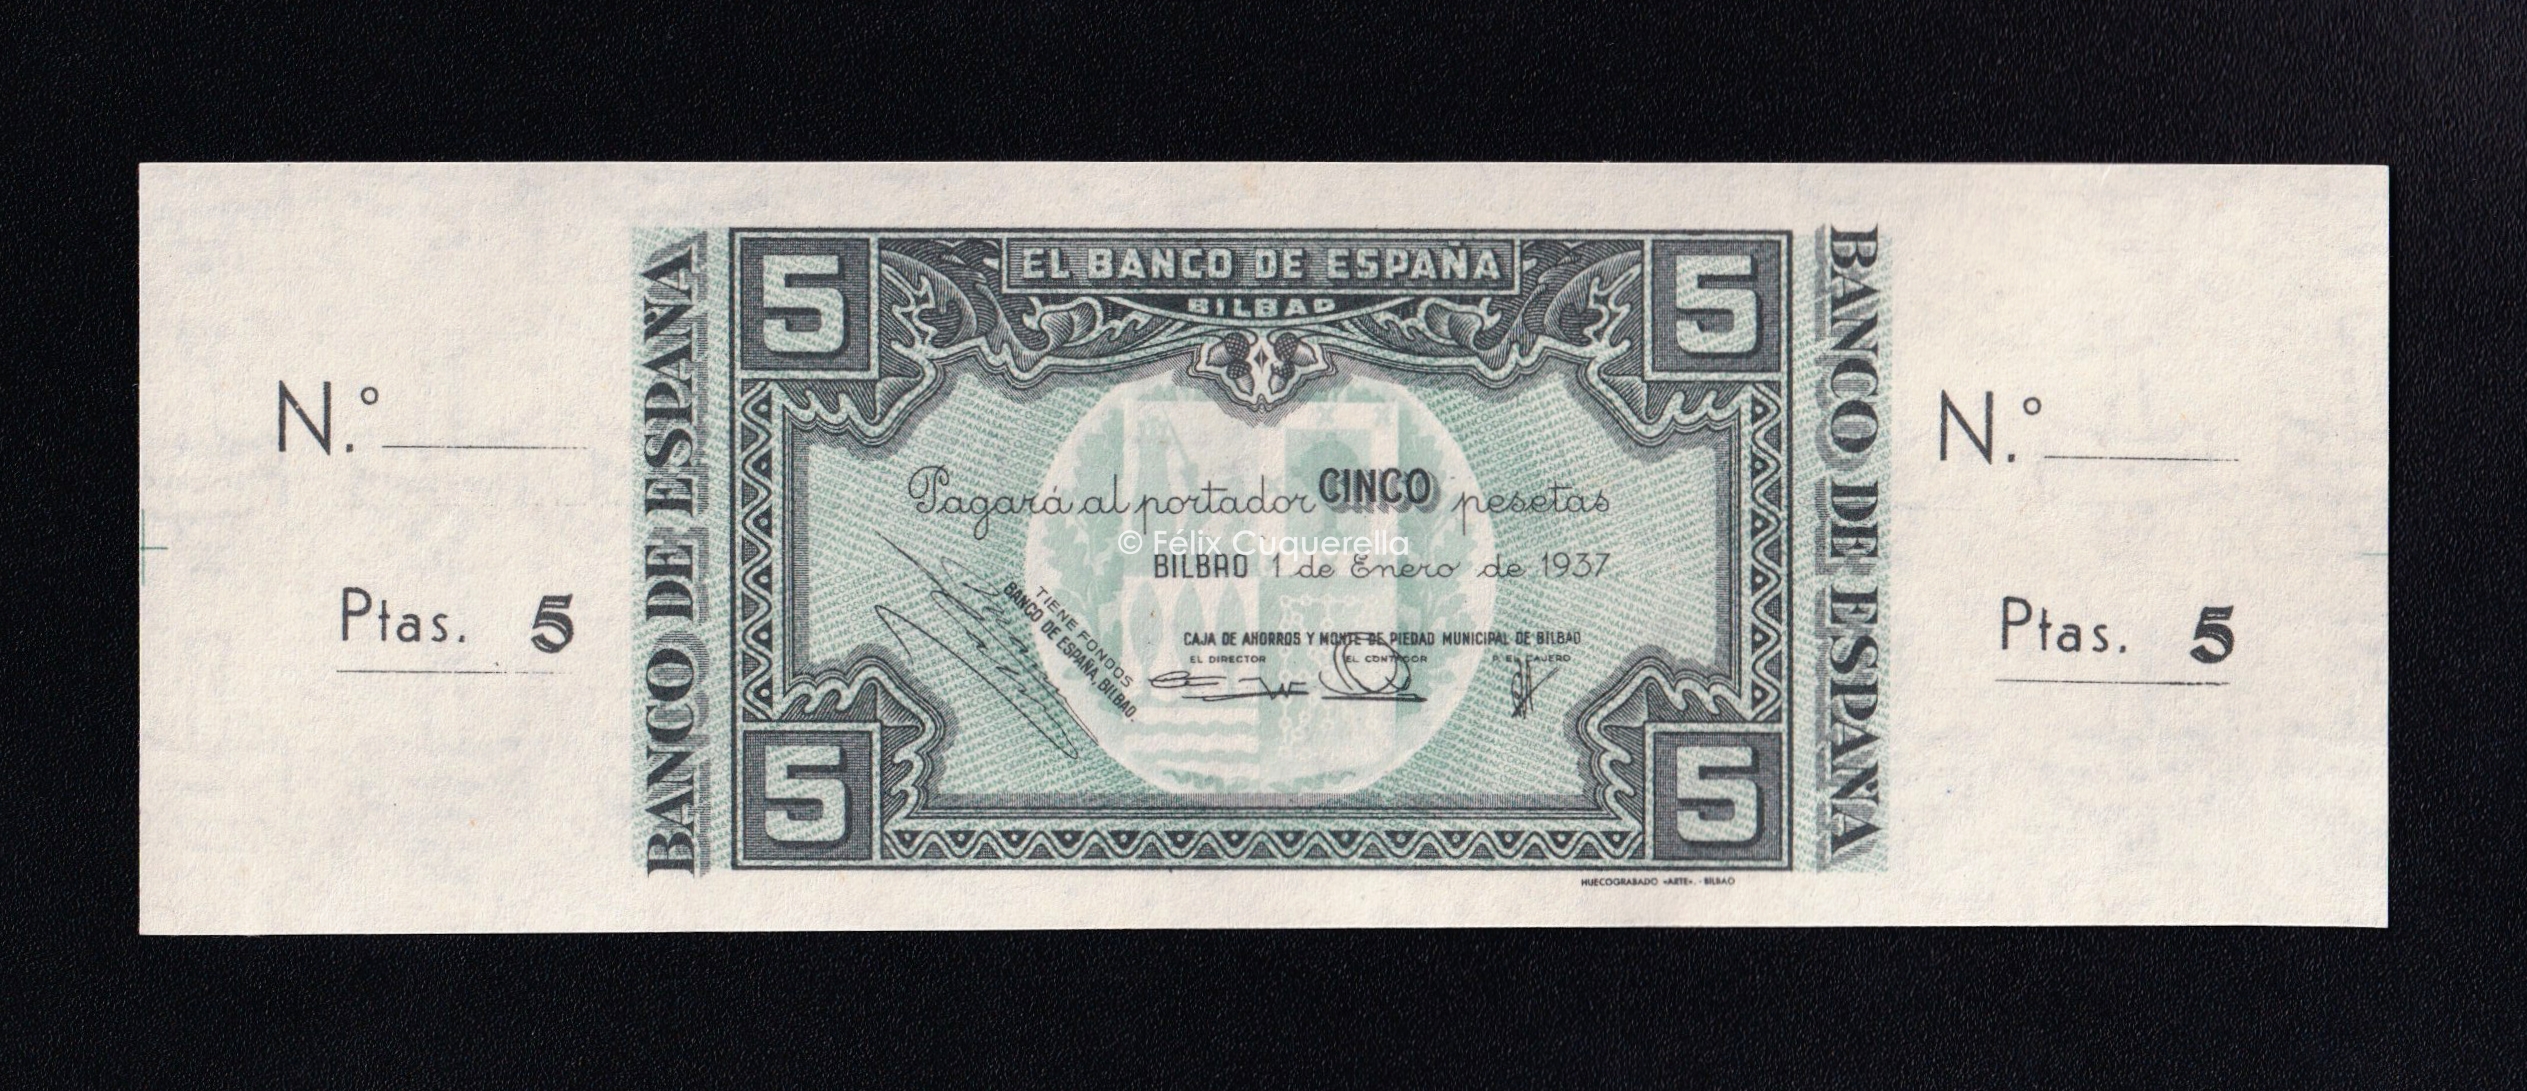 EL BANCO DE ESPAÑA
BILBAO
5
5
BANCO DE ESPAÑA
BANCO DE ESPAÑA
N.º
N.º
Pagará al portador CINCO pesetas
© Félix Cuquerella
BILBAO 1 de Enero de 1937
TIENE FONDOS
BANCO DE ESPAÑA, BILBAO.
CAJA DE AHORROS Y MONTE DE PIEDAD MUNICIPAL DE BILBAO
EL DIRECTOR EL CONTADOR P. EL CAJERO
Ptas. 5
Ptas. 5
5
5
HUECOGRABADO «ARTE». - BILBAO